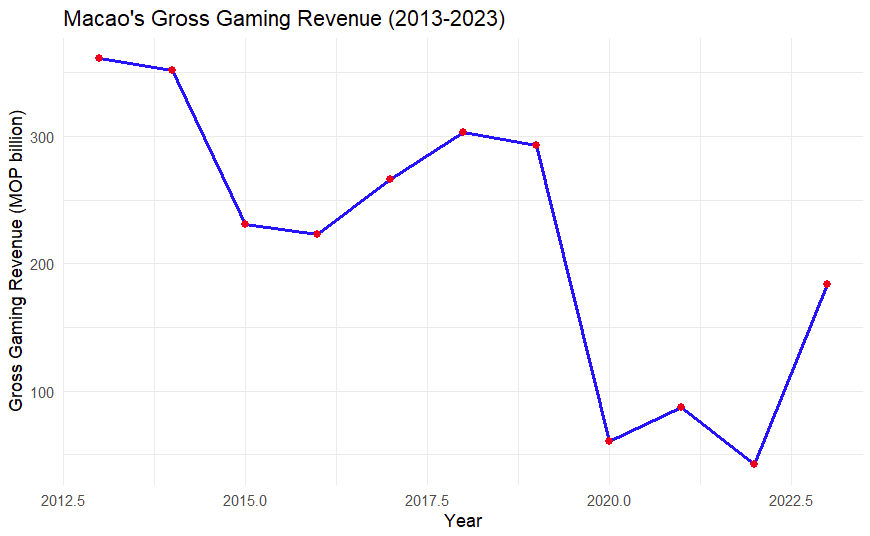 Macao's Gross Gaming Revenue (2013-2023)
Gross Gaming Revenue (MOP billion)
300
200
100
2012.5
2015.0
2017.5
2020.0
2022.5
Year